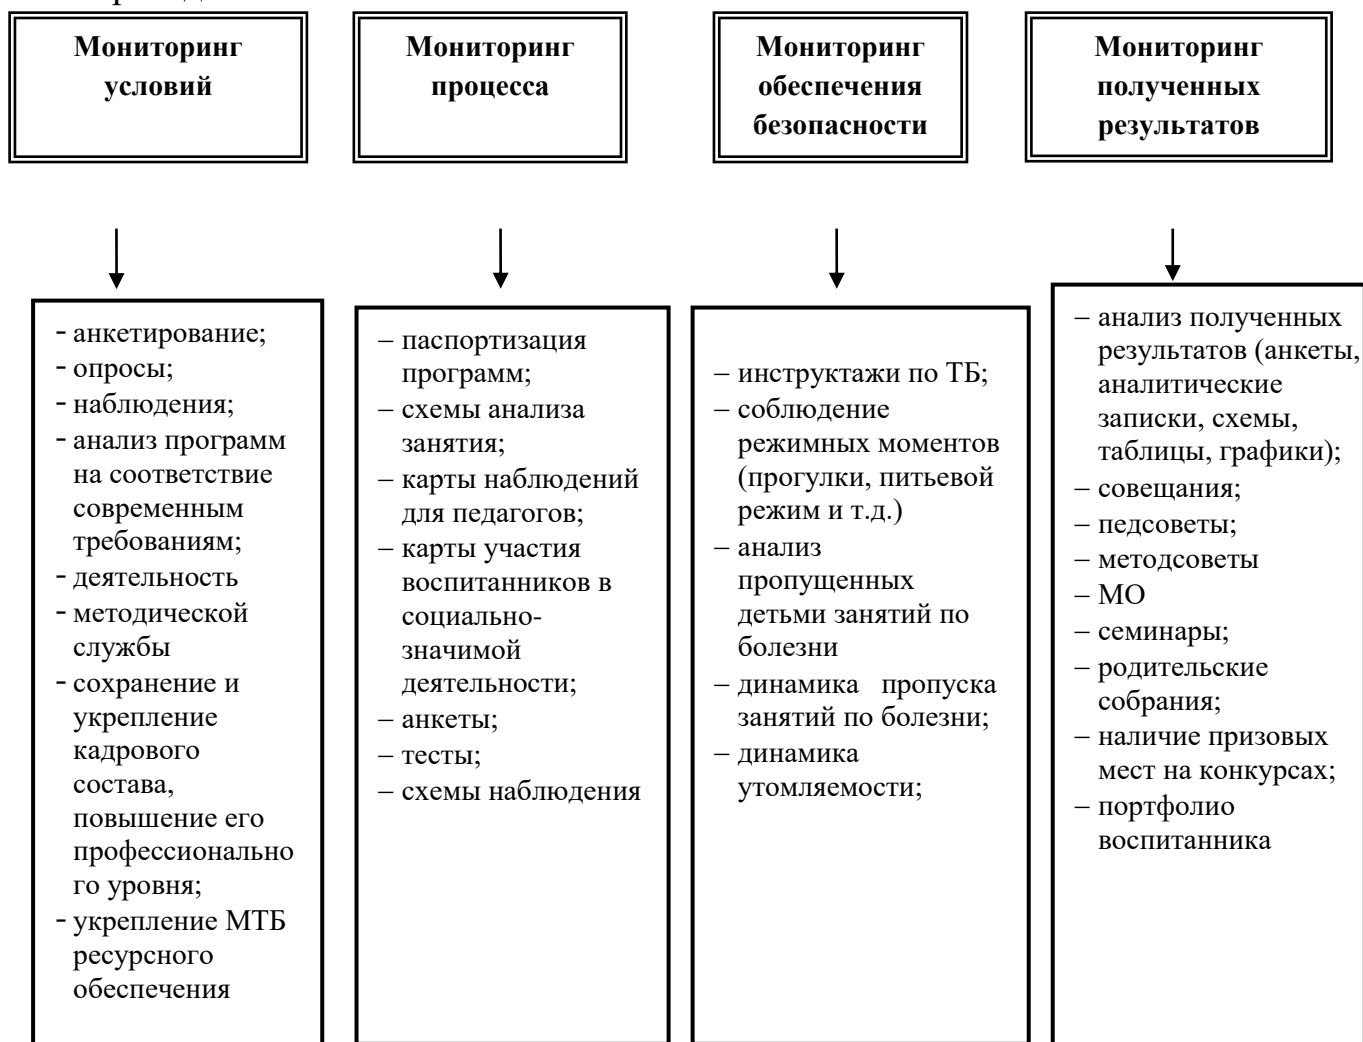 Мониторинг
условий
Мониторинг
процесса
Мониторинг
обеспечения
безопасности
Мониторинг
полученных
результатов
- анкетирование;
- опросы;
- наблюдения;
- анализ программ
на соответствие
современным
требованиям;
- деятельность
- методической
службы
- сохранение и
укрепление
кадрового
состава,
повышение его
профессионально
го уровня;
- укрепление МТБ
ресурсного
обеспечения
– паспортизация
программ;
– схемы анализа
занятия;
– карты наблюдений
для педагогов;
– карты участия
воспитанников в
социально-
значимой
деятельности;
– анкеты;
– тесты;
– схемы наблюдения
– инструктажи по ТБ;
– соблюдение
режимных моментов
(прогулки, питьевой
режим и т.д.)
– анализ
пропущенных
детьми занятий по
болезни
– динамика пропуска
занятий по болезни;
– динамика
утомляемости;
– анализ полученных
результатов (анкеты,
аналитические
записки, схемы,
таблицы, графики);
– совещания;
– педсоветы;
– методсоветы
– МО
– семинары;
– родительские
собрания;
– наличие призовых
мест на конкурсах;
– портфолио
воспитанника